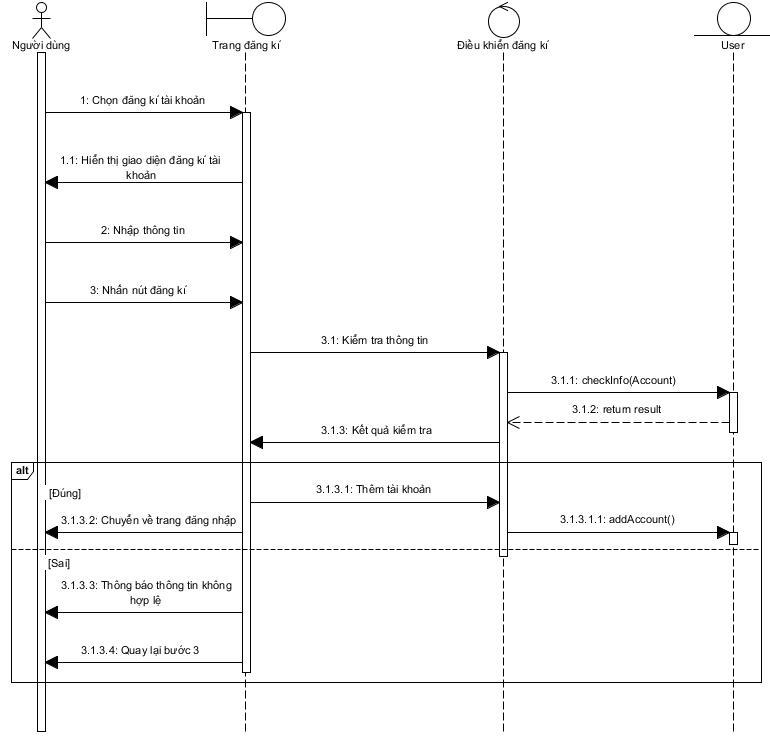 Người dùng
Trang đăng kí
Điều khiển đăng kí
User
1: Chọn đăng kí tài khoản
1.1: Hiển thị giao diện đăng kí tài
khoản
2: Nhập thông tin
3: Nhấn nút đăng kí
3.1: Kiểm tra thông tin
3.1.1: checkInfo(Account)
3.1.2: return result
3.1.3: Kết quả kiểm tra
alt
[Đúng]
3.1.3.1: Thêm tài khoản
3.1.3.2: Chuyển về trang đăng nhập
3.1.3.1.1: addAccount()
[Sai]
3.1.3.3: Thông báo thông tin không
hợp lệ
3.1.3.4: Quay lại bước 3